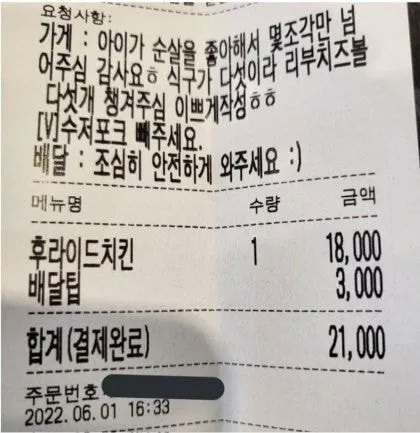 요청사항:
가게 : 아이가 순살을 좋아해서 몇조각만 넘
어주심 감사요ㅎ 식구가 다섯이라 리부치즈볼
다섯개 챙겨주심 이쁘게작성ㅎㅎ
[V]수저포크 빼주세요.
배달 : 조심히 안전하게 와주세요 :)
메뉴명 수량 금액
후라이드치킨 1 18,000
배달팁 3,000
합계(결제완료) 21,000
주문번호
2022.06.01 16:33